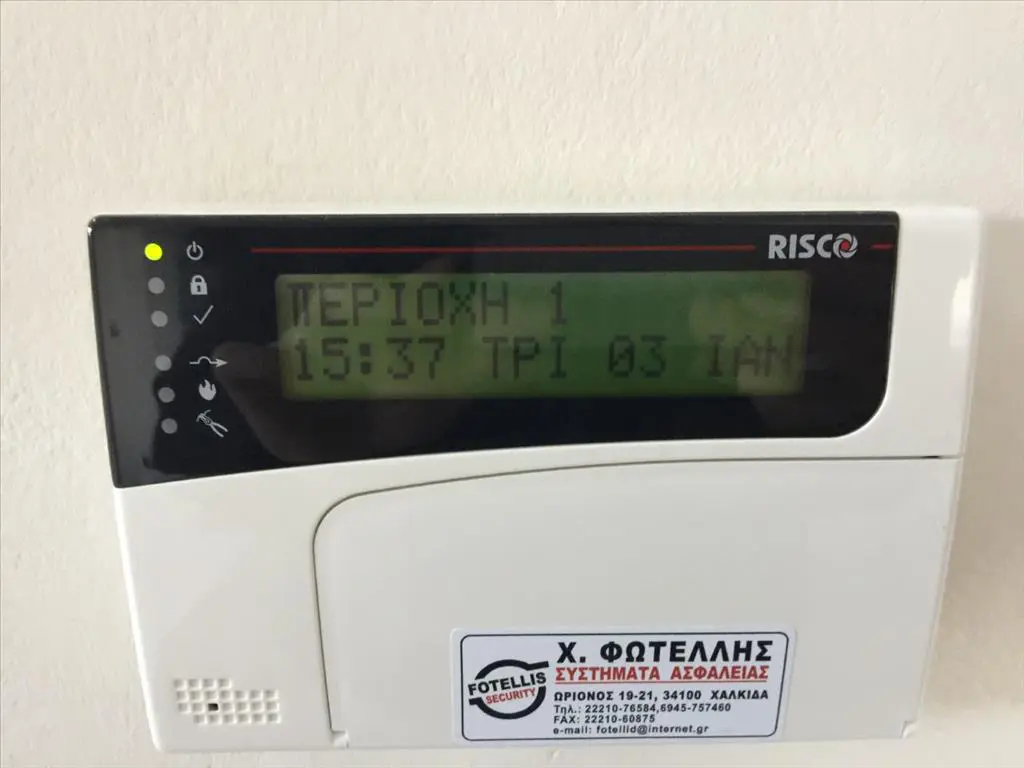 RISCO
ΠΕΡΙΟΧΗ 1
15:37 ΤΡΙ 03 ΙΑΝ
Χ. ΦΩΤΕΛΛΗΣ
ΣΥΣΤΗΜΑΤΑ ΑΣΦΑΛΕΙΑΣ
FOTELLIS
SECURITY
ΩΡΙΟΝΟΣ 19-21, 34100 ΧΑΛΚΙΔΑ
Τηλ.: 22210-76584,6945-757460
FAX: 22210-60875
e-mail: fotellid@internet.gr